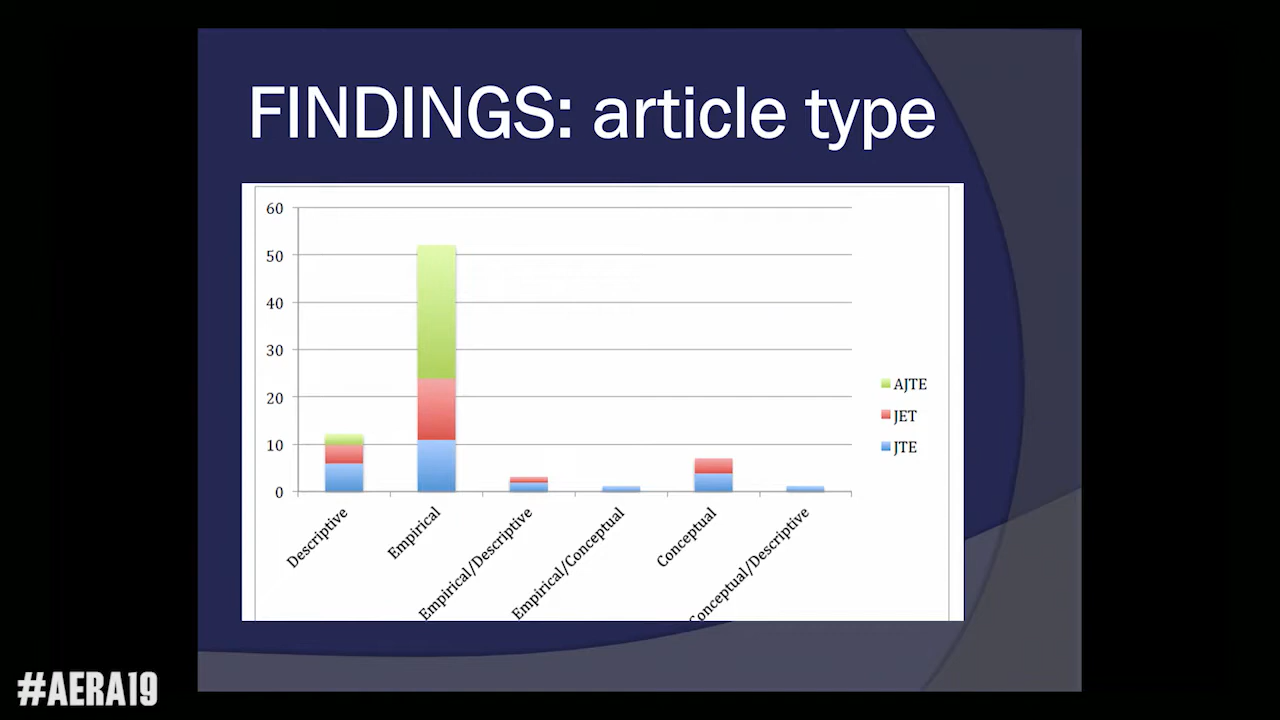 FINDINGS: article type
60
50
40
30
20
10
0
AJTE
JET
JTE
Descriptive
Empirical
Empirical/Descriptive
Empirical/Conceptual
Conceptual
Conceptual/Descriptive
#AERA19